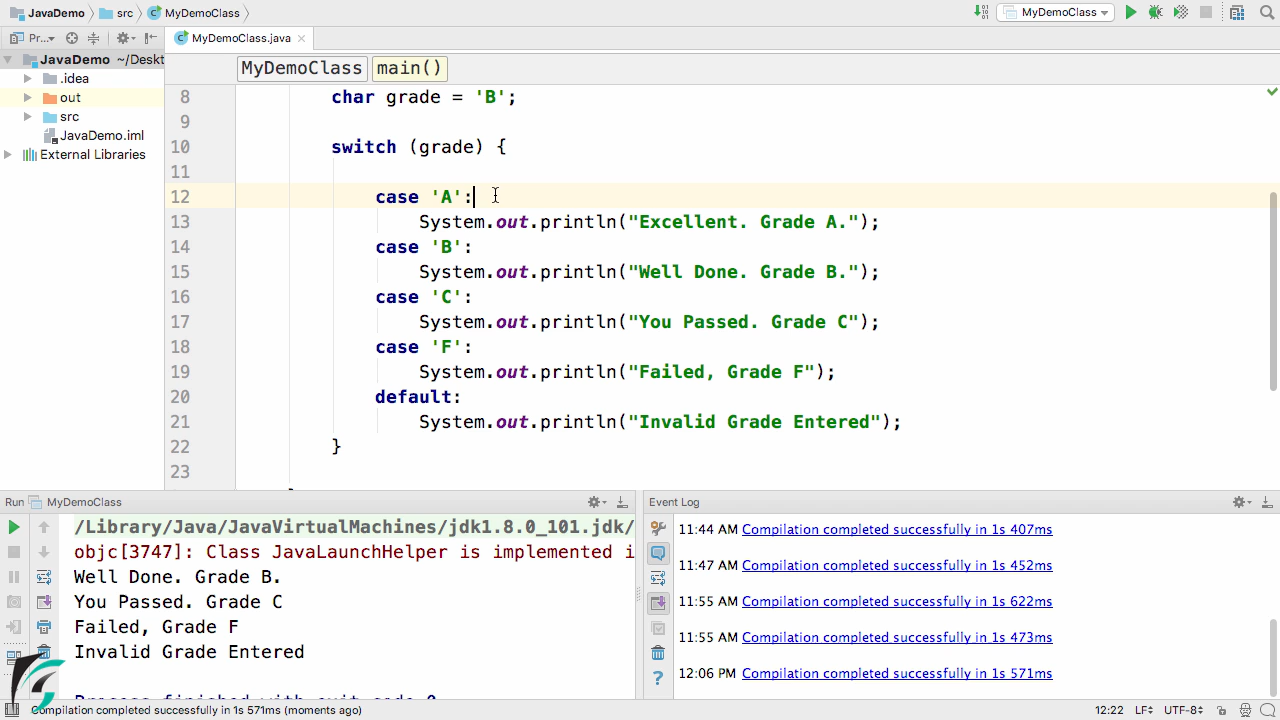 JavaDemo src MyDemoClass
MyDemoClass
Pr...
MyDemoClass.java
JavaDemo ~/Deskt
.idea
out
src
JavaDemo.iml
External Libraries
MyDemoClass main()
8 char grade = 'B';
9
10 switch (grade) {
11
12 case 'A':
13 System.out.println("Excellent. Grade A.");
14 case 'B':
15 System.out.println("Well Done. Grade B.");
16 case 'C':
17 System.out.println("You Passed. Grade C");
18 case 'F':
19 System.out.println("Failed, Grade F");
20 default:
21 System.out.println("Invalid Grade Entered");
22 }
23
Run MyDemoClass
/Library/Java/JavaVirtualMachines/jdk1.8.0_101.jdk/
objc[3747]: Class JavaLaunchHelper is implemented i
Well Done. Grade B.
You Passed. Grade C
Failed, Grade F
Invalid Grade Entered
Process finished with exit code 0
Event Log
11:44 AM Compilation completed successfully in 1s 407ms
11:47 AM Compilation completed successfully in 1s 452ms
11:55 AM Compilation completed successfully in 1s 622ms
11:55 AM Compilation completed successfully in 1s 473ms
12:06 PM Compilation completed successfully in 1s 571ms
Compilation completed successfully in 1s 571ms (moments ago)
12:22 LF UTF-8